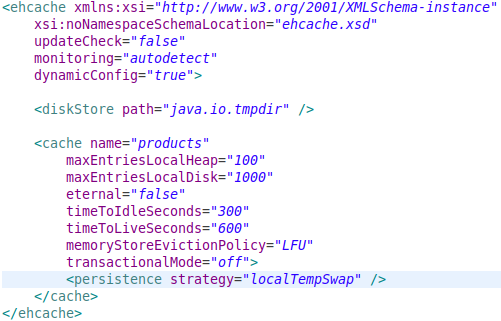 <ehcache xmlns:xsi="http://www.w3.org/2001/XMLSchema-instance"
    xsi:noNamespaceSchemaLocation="ehcache.xsd"
    updateCheck="false"
    monitoring="autodetect"
    dynamicConfig="true">

    <diskStore path="java.io.tmpdir" />

    <cache name="products"
        maxEntriesLocalHeap="100"
        maxEntriesLocalDisk="1000"
        eternal="false"
        timeToIdleSeconds="300"
        timeToLiveSeconds="600"
        memoryStoreEvictionPolicy="LFU"
        transactionalMode="off">
        <persistence strategy="localTempSwap" />
    </cache>
</ehcache>